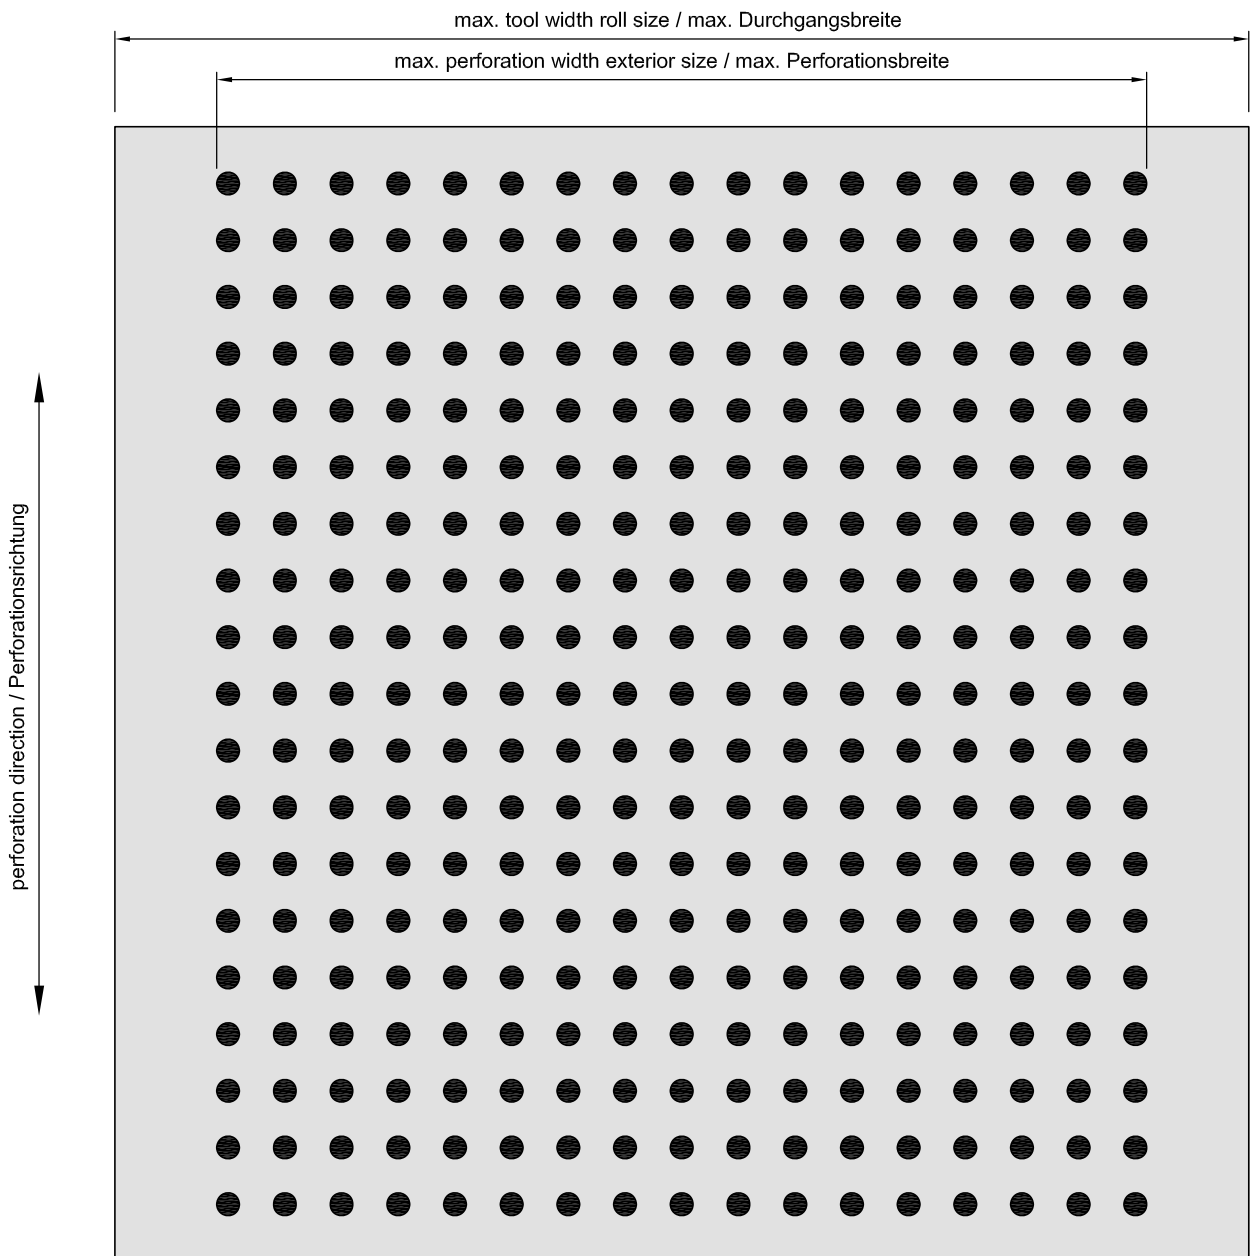 max. tool width roll size / max. Durchgangsbreite
max. perforation width exterior size / max. Perforationsbreite
perforation direction / Perforationsrichtung